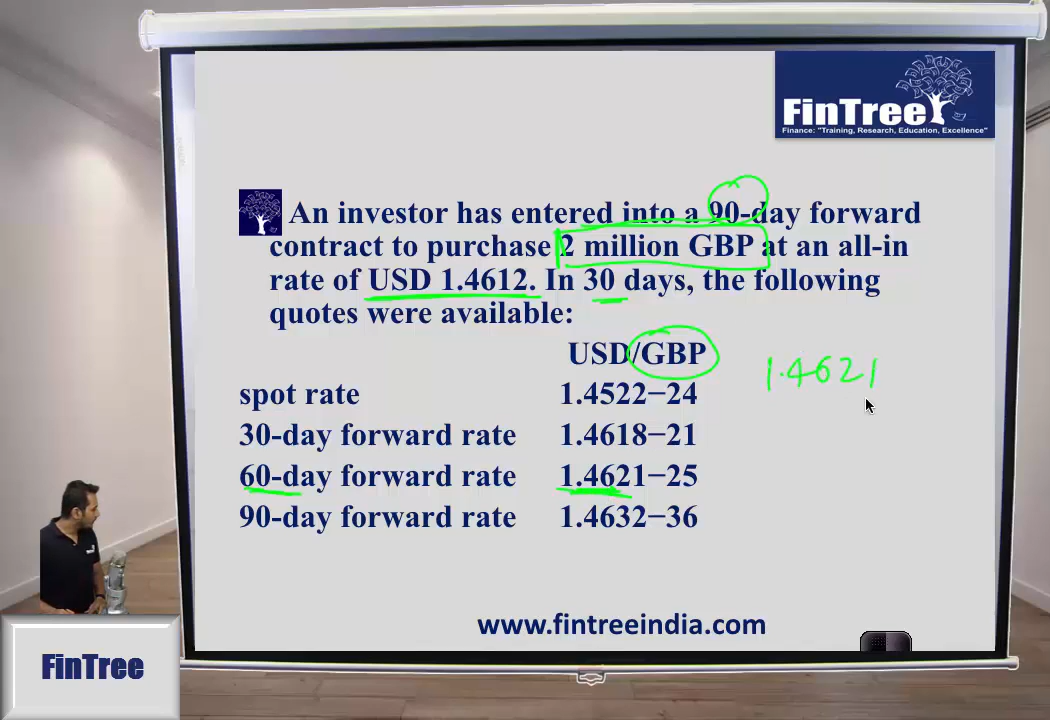 FinTree
Finance: "Training, Research, Education, Excellence"
An investor has entered into a 90-day forward
contract to purchase 2 million GBP at an all-in
rate of USD 1.4612. In 30 days, the following
quotes were available:
USD/GBP
1.4621
spot rate 1.4522−24
30-day forward rate 1.4618−21
60-day forward rate 1.4621−25
90-day forward rate 1.4632−36
www.fintreeindia.com
FinTree